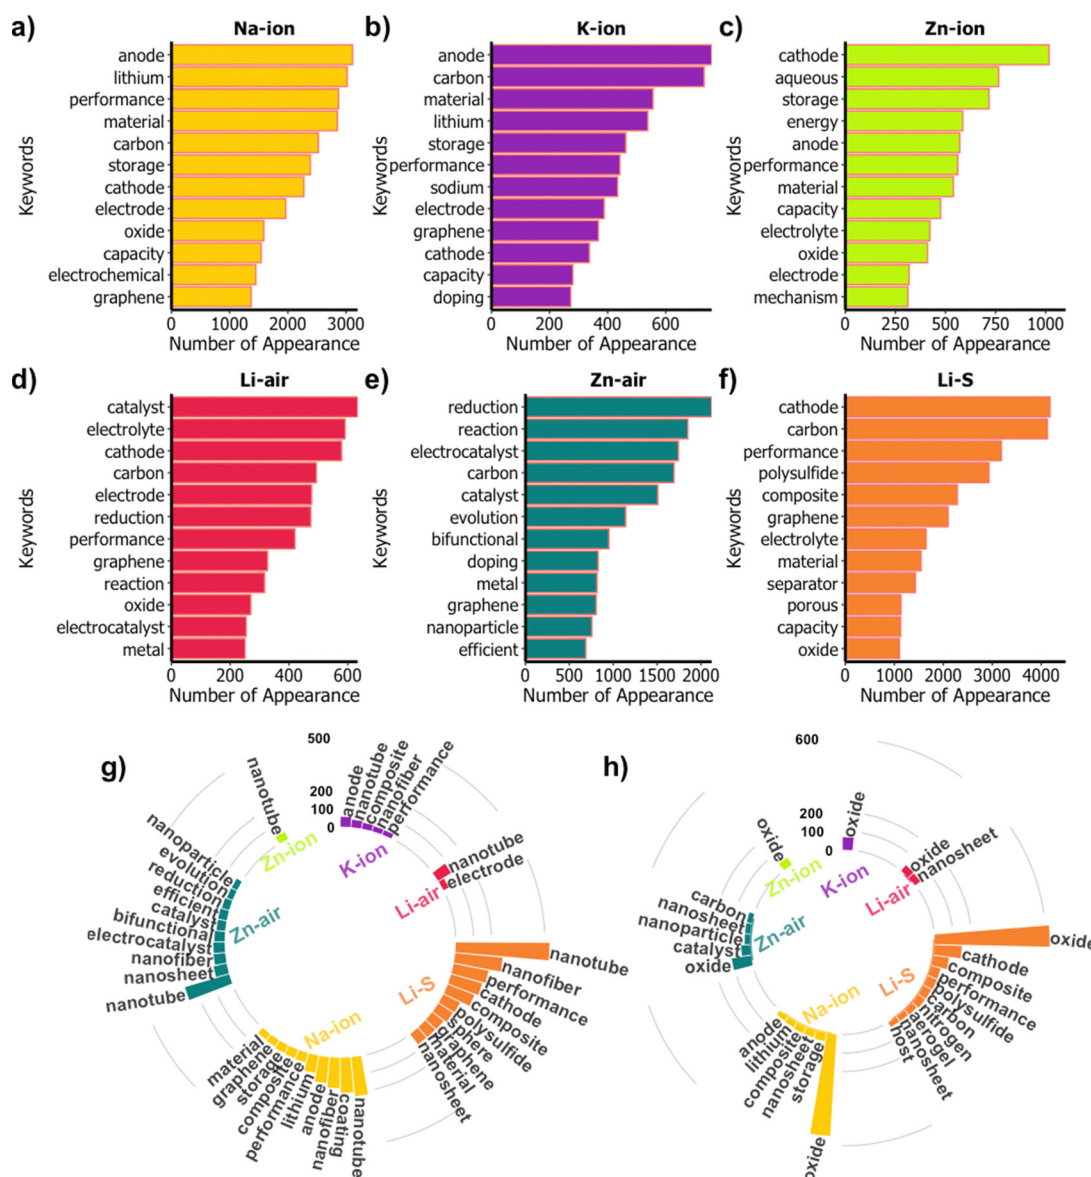 a)
Na-ion
Keywords
anode
lithium
performance
material
carbon
storage
cathode
electrode
oxide
capacity
electrochemical
graphene
0 1000 2000 3000
Number of Appearance
b)
K-ion
Keywords
anode
carbon
material
lithium
storage
performance
sodium
electrode
graphene
cathode
capacity
doping
0 200 400 600
Number of Appearance
c)
Zn-ion
Keywords
cathode
aqueous
storage
energy
anode
performance
material
capacity
electrolyte
oxide
electrode
mechanism
0 250 500 750 1000
Number of Appearance
d)
Li-air
Keywords
catalyst
electrolyte
cathode
carbon
electrode
reduction
performance
graphene
reaction
oxide
electrocatalyst
metal
0 200 400 600
Number of Appearance
e)
Zn-air
Keywords
reduction
reaction
electrocatalyst
carbon
catalyst
evolution
bifunctional
doping
metal
graphene
nanoparticle
efficient
0 500 1000 1500 2000
Number of Appearance
f)
Li-S
Keywords
cathode
carbon
performance
polysulfide
composite
graphene
electrolyte
material
separator
porous
capacity
oxide
0 1000 2000 3000 4000
Number of Appearance
g)
500
200
100
0
K-ion
anode
nanotube
composite
nanofiber
performance
Li-air
nanotube
electrode
Li-S
nanotube
nanofiber
performance
cathode
composite
polysulfide
sphere
graphene
material
nanosheet
Na-ion
nanotube
coating
nanofiber
anode
lithium
performance
composite
storage
graphene
material
Zn-air
nanotube
nanosheet
nanofiber
electrocatalyst
bifunctional
catalyst
efficient
reduction
evolution
nanoparticle
Zn-ion
nanotube
h)
600
200
100
0
K-ion
oxide
Li-air
oxide
nanosheet
Li-S
oxide
cathode
composite
performance
polysulfide
carbon
nitrogen
aerogel
nanosheet
host
Na-ion
oxide
storage
nanosheet
composite
lithium
anode
Zn-air
oxide
catalyst
nanoparticle
nanosheet
carbon
Zn-ion
oxide